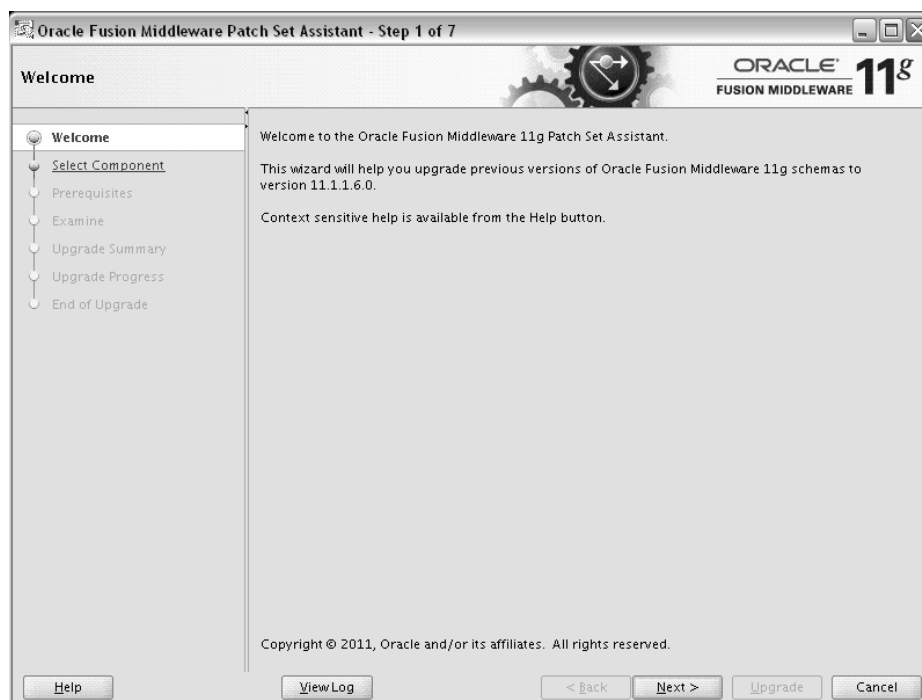 Oracle Fusion Middleware Patch Set Assistant - Step 1 of 7
Welcome
ORACLE®
FUSION MIDDLEWARE
11g
Welcome
Select Component
Prerequisites
Examine
Upgrade Summary
Upgrade Progress
End of Upgrade
Welcome to the Oracle Fusion Middleware 11g Patch Set Assistant.
This wizard will help you upgrade previous versions of Oracle Fusion Middleware 11g schemas to
version 11.1.1.6.0.
Context sensitive help is available from the Help button.
Copyright © 2011, Oracle and/or its affiliates. All rights reserved.
Help
View Log
< Back
Next >
Upgrade
Cancel